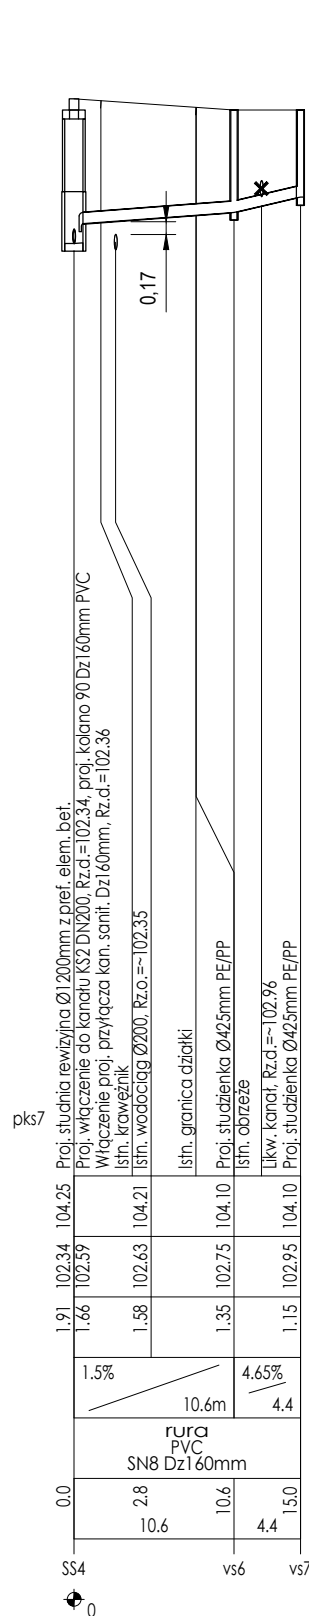 0,17
pks7
Proj. studnia rewizyjna Ø1200mm z pref. elem. bet.
Proj. włączenie do kanału KS2 DN200, Rz.d.=102.34, proj. kolano 90 Dz160mm PVC
Włączenie proj. przyłącza kan. sanit. Dz160mm, Rz.d.=102.36
Istn. krawężnik
Istn. wodociąg Ø200, Rz.o.=~102.35
Istn. granica działki
Proj. studzienka Ø425mm PE/PP
Istn. obrzeże
Likw. kanał, Rz.d.=~102.96
Proj. studzienka Ø425mm PE/PP
104.25 104.21 104.10 104.10
102.34 102.59 102.63 102.75 102.95
1.91 1.66 1.58 1.35 1.15
1.5% 4.65%
10.6m 4.4
rura
PVC
SN8 Dz160mm
0.0 2.8 10.6 15.0
10.6 4.4
SS4 vs6 vs7
0